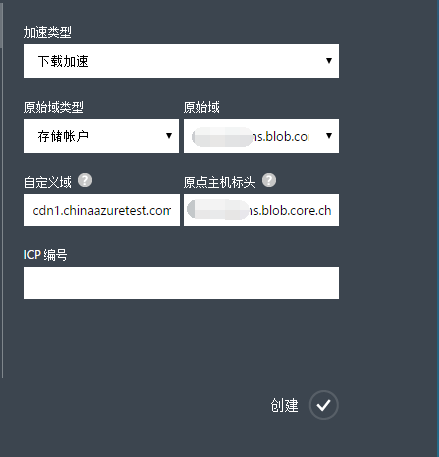 加速类型
下载加速
原始域类型 原始域
存储帐户 ns.blob.co
自定义域 ? 原点主机标头 ?
cdn1.chinaazuretest.com ns.blob.core.ch
ICP 编号
创建